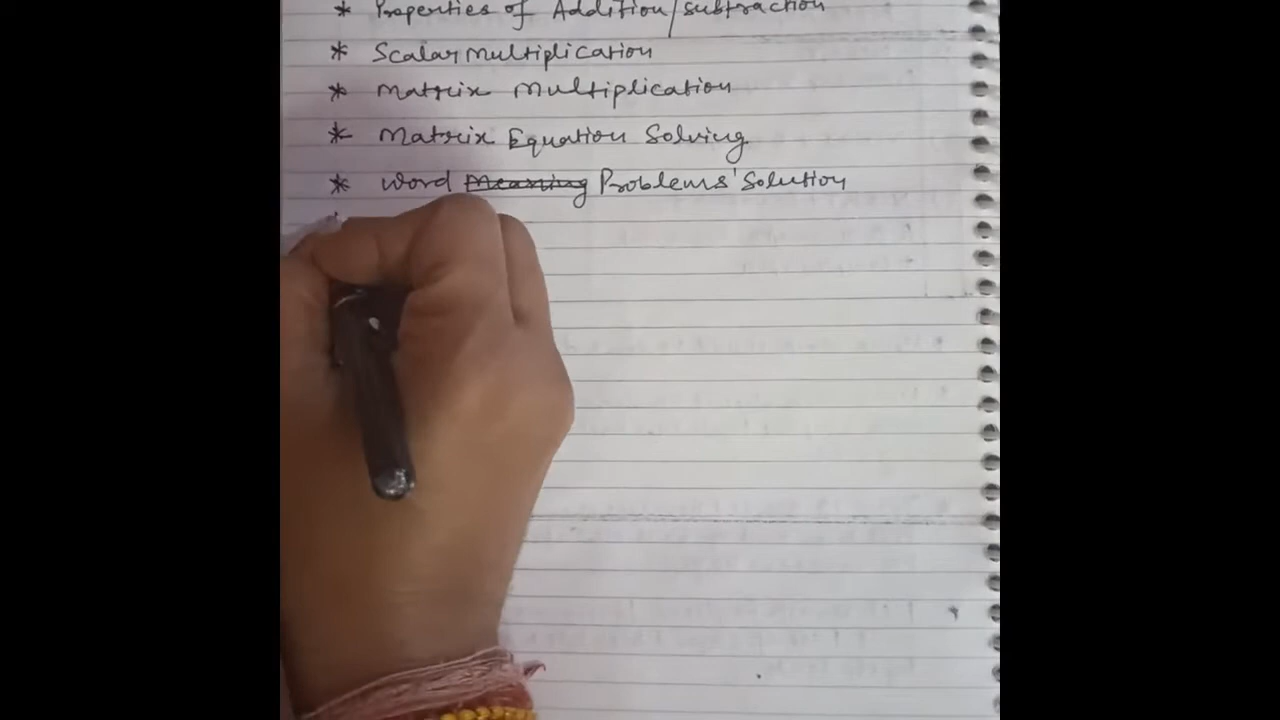 * Properties of Addition/subtraction
* Scalar multiplication
* Matrix Multiplication
* Matrix Equation Solving
* Word Meaning Problems' Solution